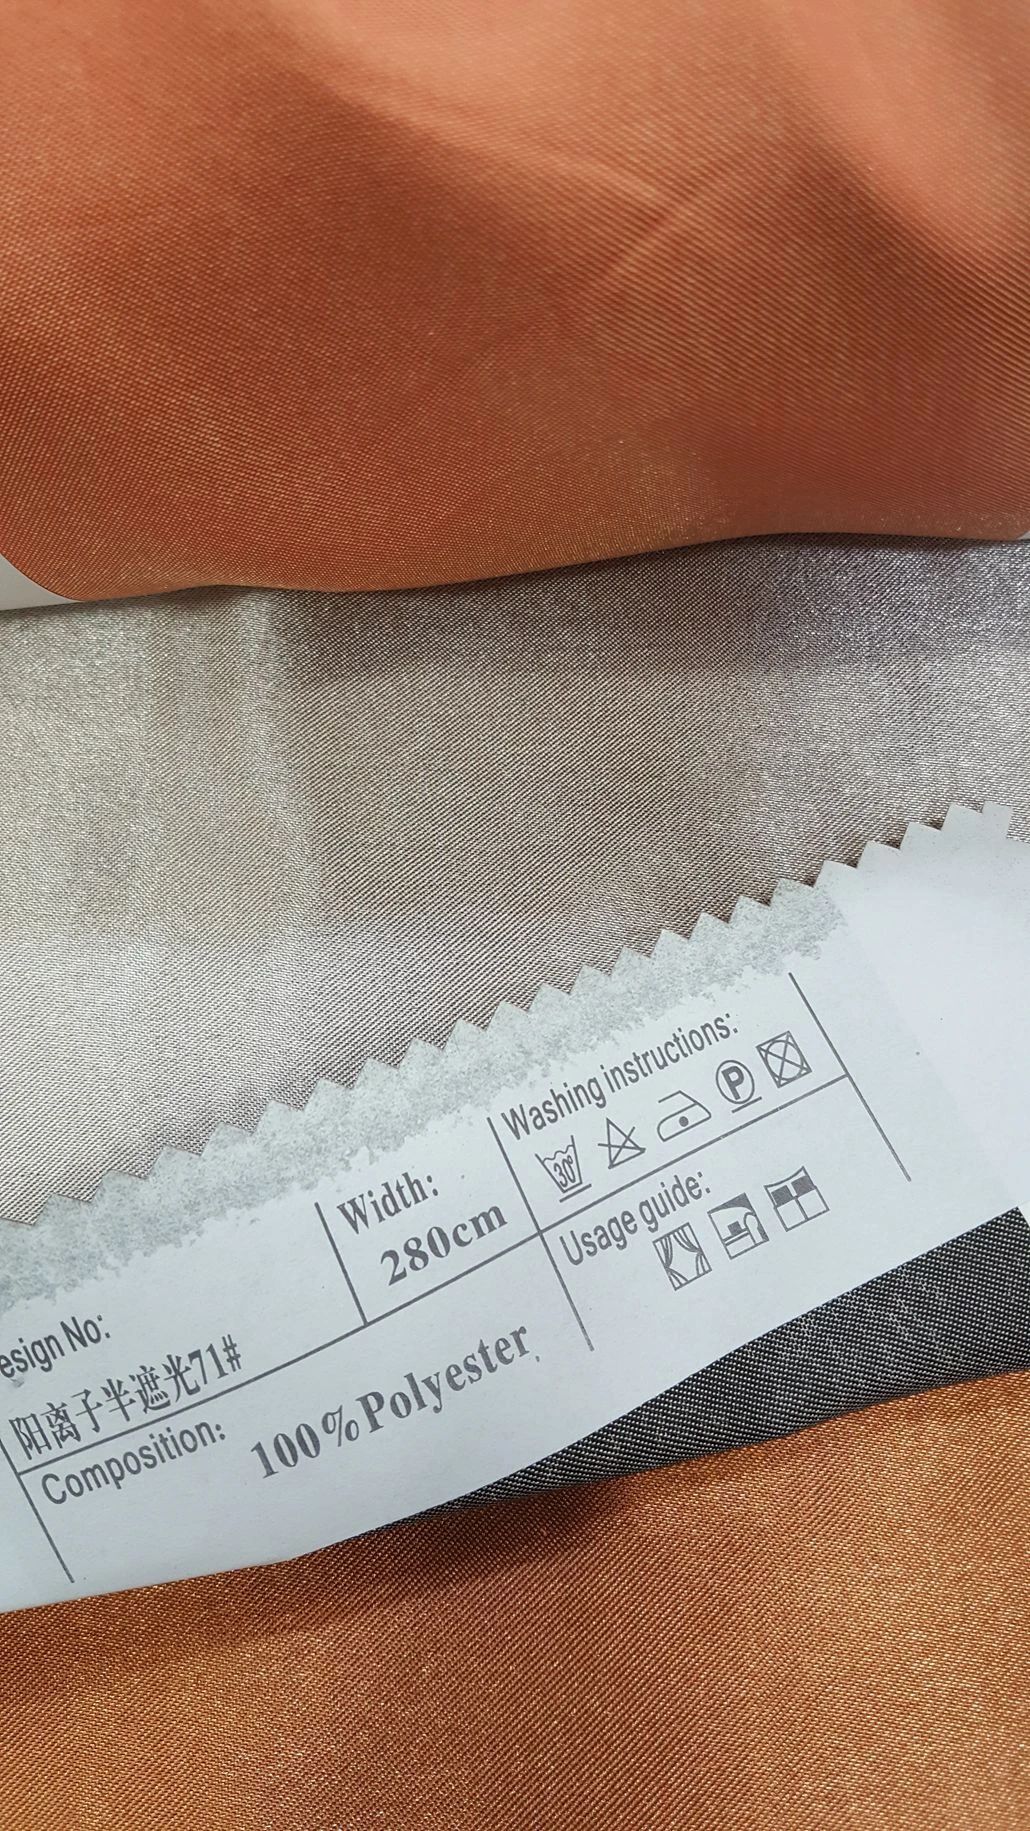 esign No:
阳离子半遮光71#
Width:
280cm
Washing instructions:
30°
P
Composition:
100%Polyester
Usage guide: